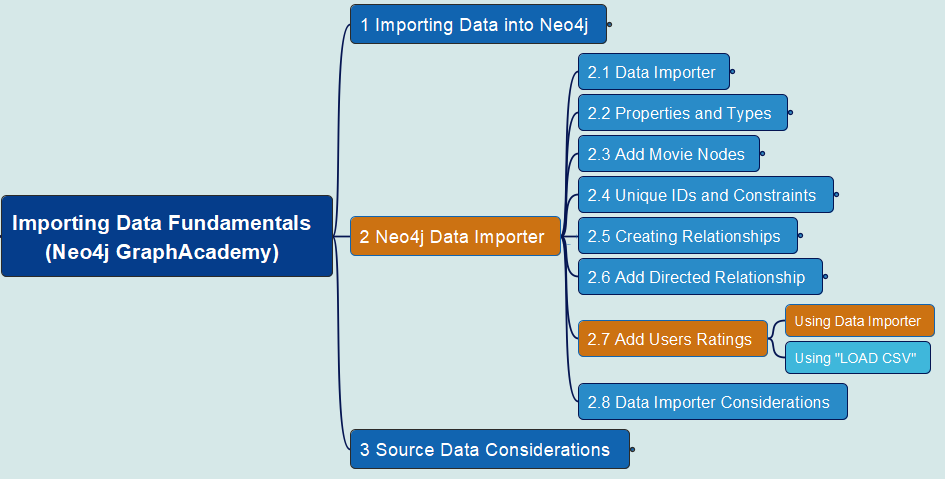 1 Importing Data into Neo4j
2.1 Data Importer
2.2 Properties and Types
2.3 Add Movie Nodes
2.4 Unique IDs and Constraints
Importing Data Fundamentals
(Neo4j GraphAcademy)
2 Neo4j Data Importer
2.5 Creating Relationships
2.6 Add Directed Relationship
2.7 Add Users Ratings
Using Data Importer
Using "LOAD CSV"
2.8 Data Importer Considerations
3 Source Data Considerations